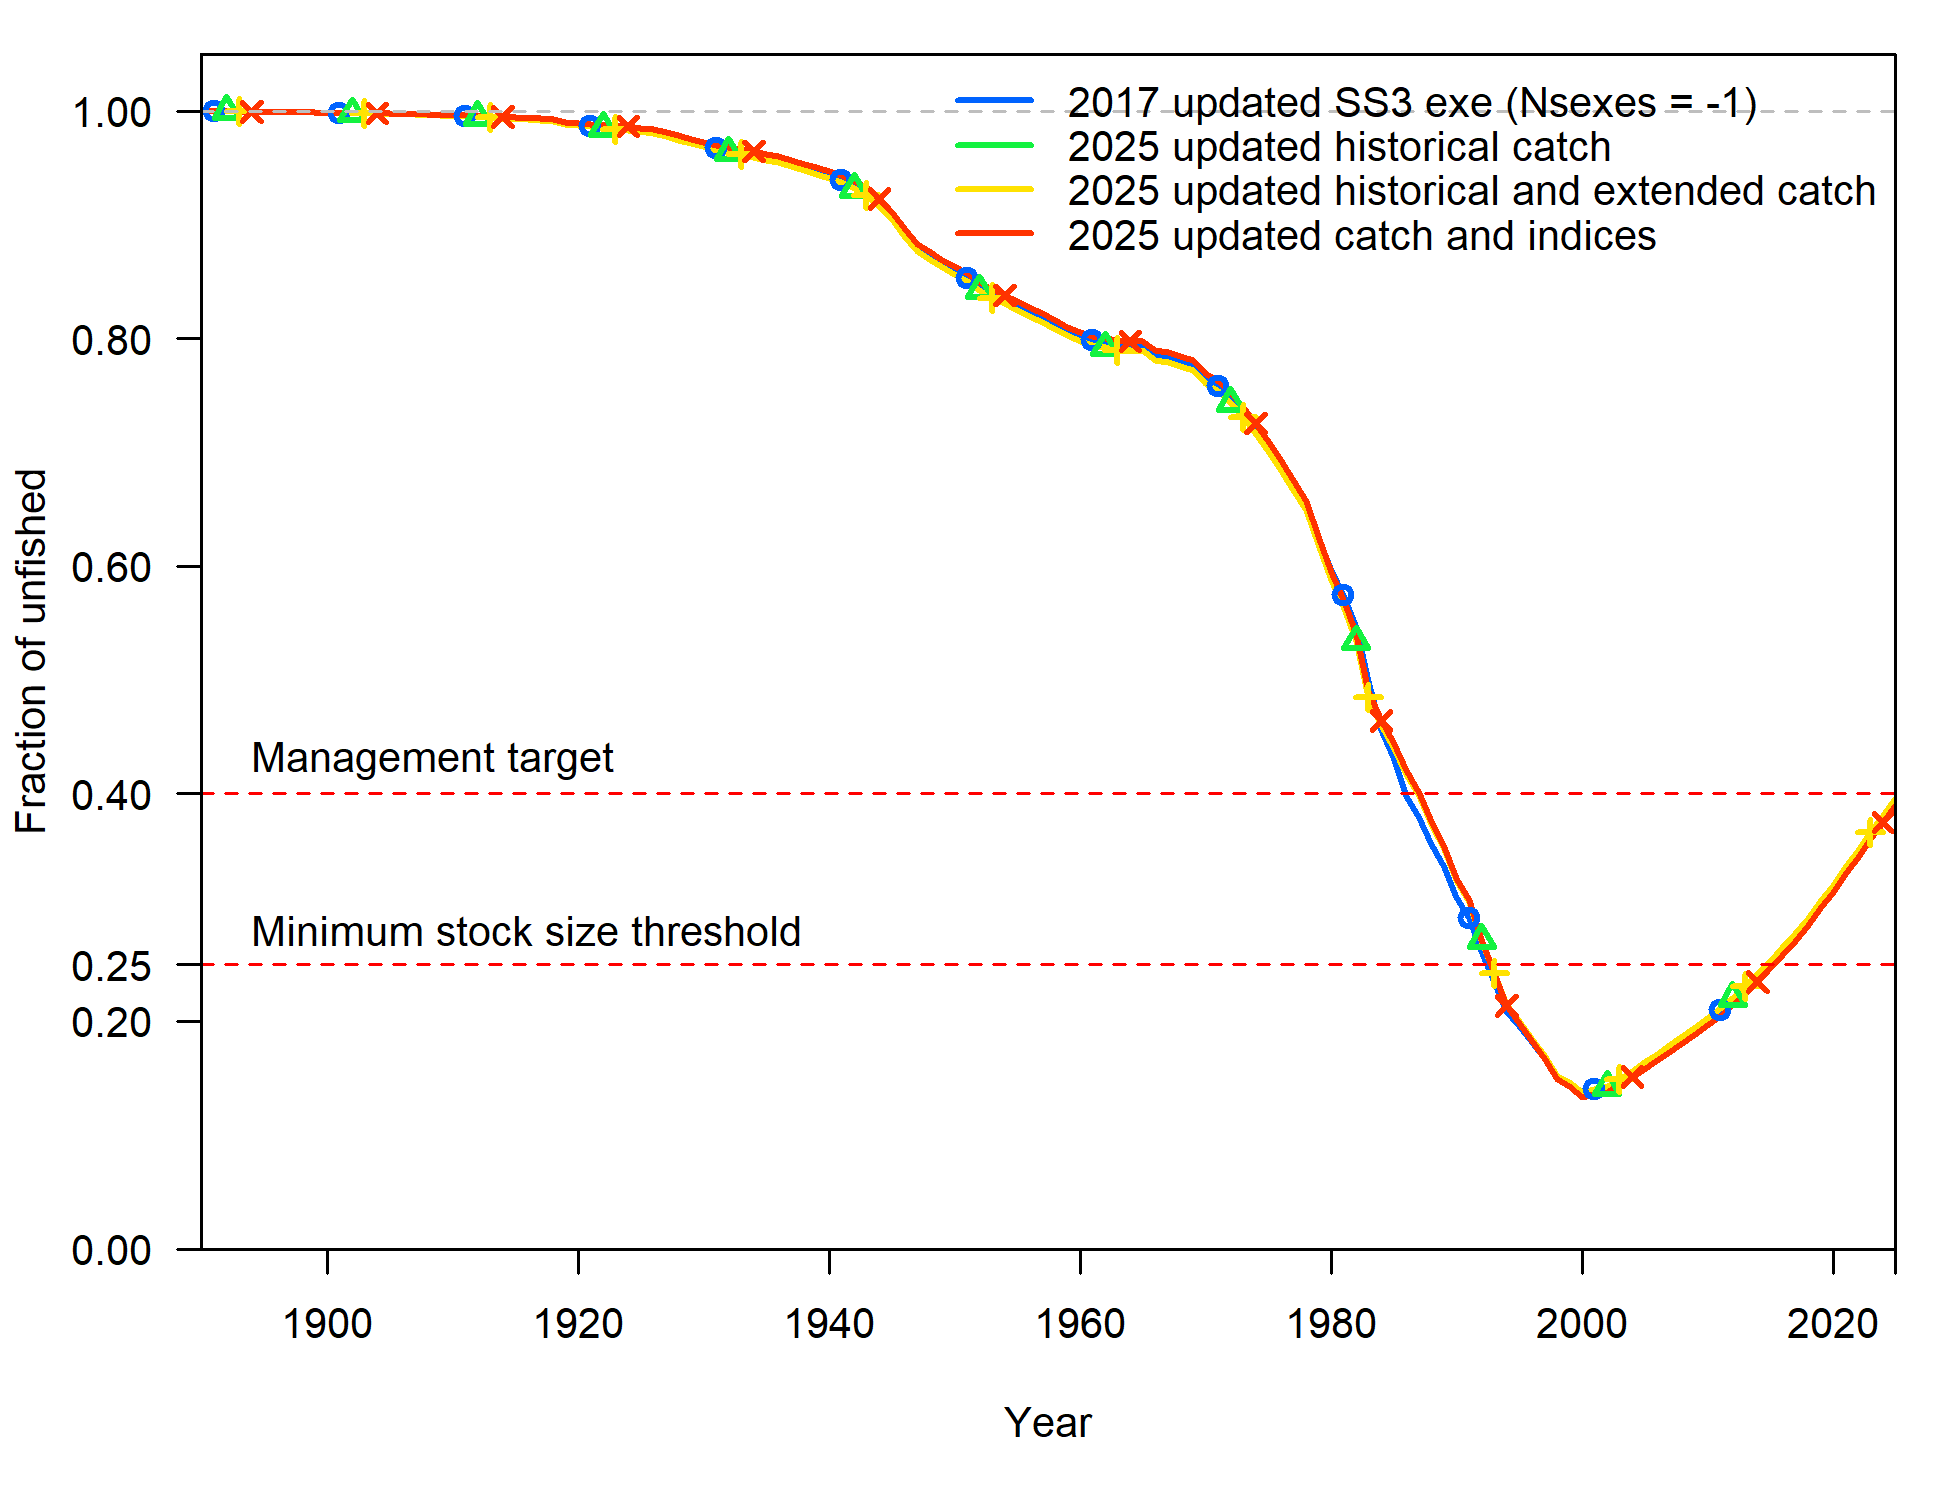 2017 updated SS3 exe (Nsexes = -1)
2025 updated historical catch
2025 updated historical and extended catch
2025 updated catch and indices
Fraction of unfished
1.00
0.80
0.60
0.40
0.25
0.20
0.00
Management target
Minimum stock size threshold
1900
1920
1940
1960
1980
2000
2020
Year